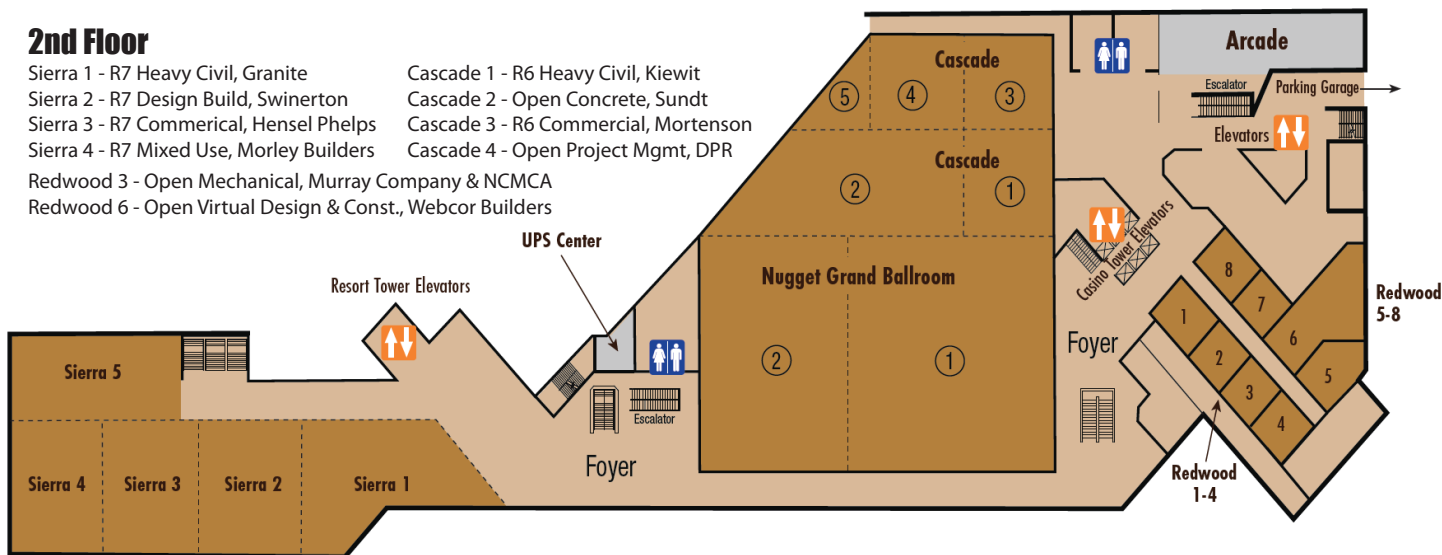 2nd Floor
Sierra 1 - R7 Heavy Civil, Granite
Sierra 2 - R7 Design Build, Swinerton
Sierra 3 - R7 Commerical, Hensel Phelps
Sierra 4 - R7 Mixed Use, Morley Builders
Cascade 1 - R6 Heavy Civil, Kiewit
Cascade 2 - Open Concrete, Sundt
Cascade 3 - R6 Commercial, Mortenson
Cascade 4 - Open Project Mgmt, DPR
Redwood 3 - Open Mechanical, Murray Company & NCMCA
Redwood 6 - Open Virtual Design & Const., Webcor Builders
Arcade
Cascade
5
4
3
Escalator
Parking Garage
Elevators
Cascade
2
1
Casino Tower Elevators
UPS Center
Nugget Grand Ballroom
2
1
Resort Tower Elevators
Foyer
8
7
6
5
Redwood
5-8
1
2
3
4
Redwood
1-4
Escalator
Foyer
Sierra 5
Sierra 4
Sierra 3
Sierra 2
Sierra 1